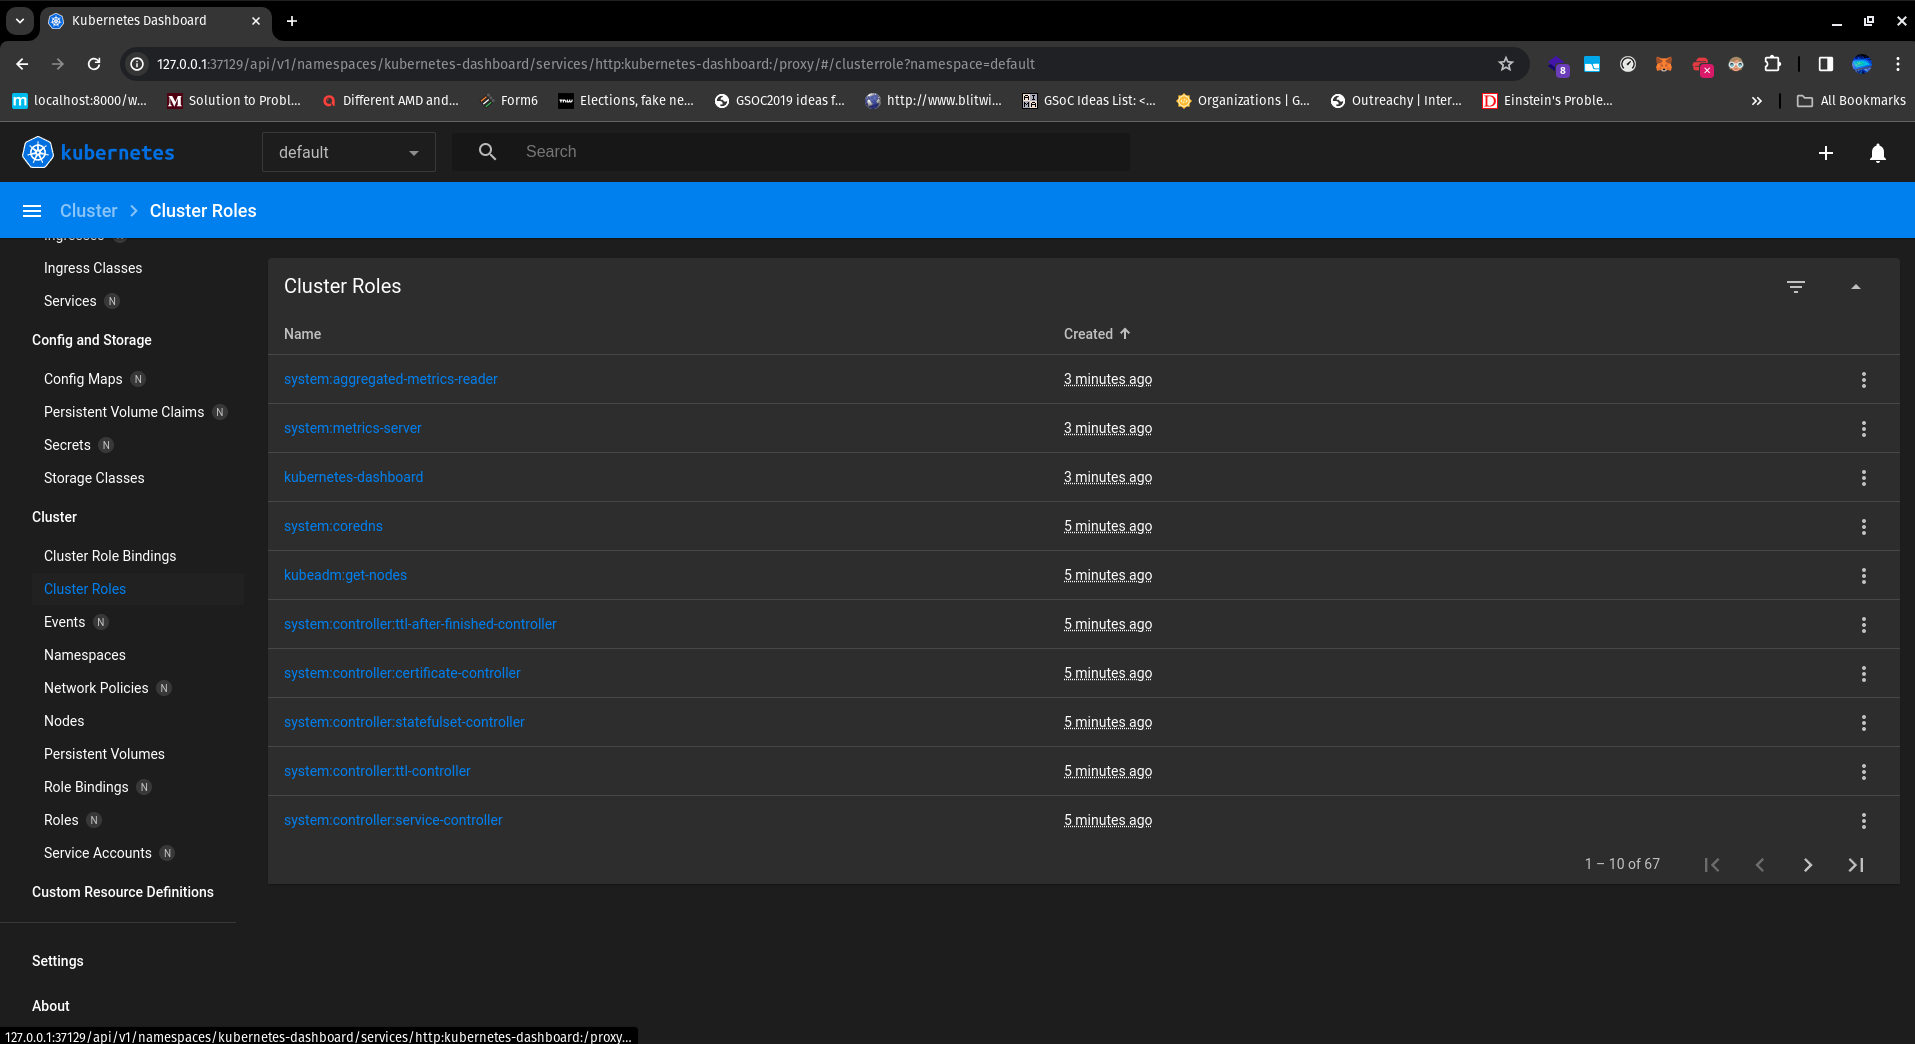 Kubernetes Dashboard
127.0.0.1:37129/api/v1/namespaces/kubernetes-dashboard/services/http:kubernetes-dashboard:/proxy/#/clusterrole?namespace=default
8
localhost:8000/w... M Solution to Probl... Different AMD and... Form6 Elections, fake ne... GSOC2019 ideas f... http://www.blitwi... GSoC Ideas List: <... Organizations | G... Outreachy | Inter... D Einstein's Proble... » All Bookmarks
kubernetes default Search
Cluster > Cluster Roles
Ingresses
Ingress Classes
Services N
Config and Storage
Config Maps N
Persistent Volume Claims N
Secrets N
Storage Classes
Cluster
Cluster Role Bindings
Cluster Roles
Events N
Namespaces
Network Policies N
Nodes
Persistent Volumes
Role Bindings N
Roles N
Service Accounts N
Custom Resource Definitions
Settings
About
Cluster Roles
Name Created
system:aggregated-metrics-reader 3 minutes ago
system:metrics-server 3 minutes ago
kubernetes-dashboard 3 minutes ago
system:coredns 5 minutes ago
kubeadm:get-nodes 5 minutes ago
system:controller:ttl-after-finished-controller 5 minutes ago
system:controller:certificate-controller 5 minutes ago
system:controller:statefulset-controller 5 minutes ago
system:controller:ttl-controller 5 minutes ago
system:controller:service-controller 5 minutes ago
1 – 10 of 67
127.0.0.1:37129/api/v1/namespaces/kubernetes-dashboard/services/http:kubernetes-dashboard:/proxy...